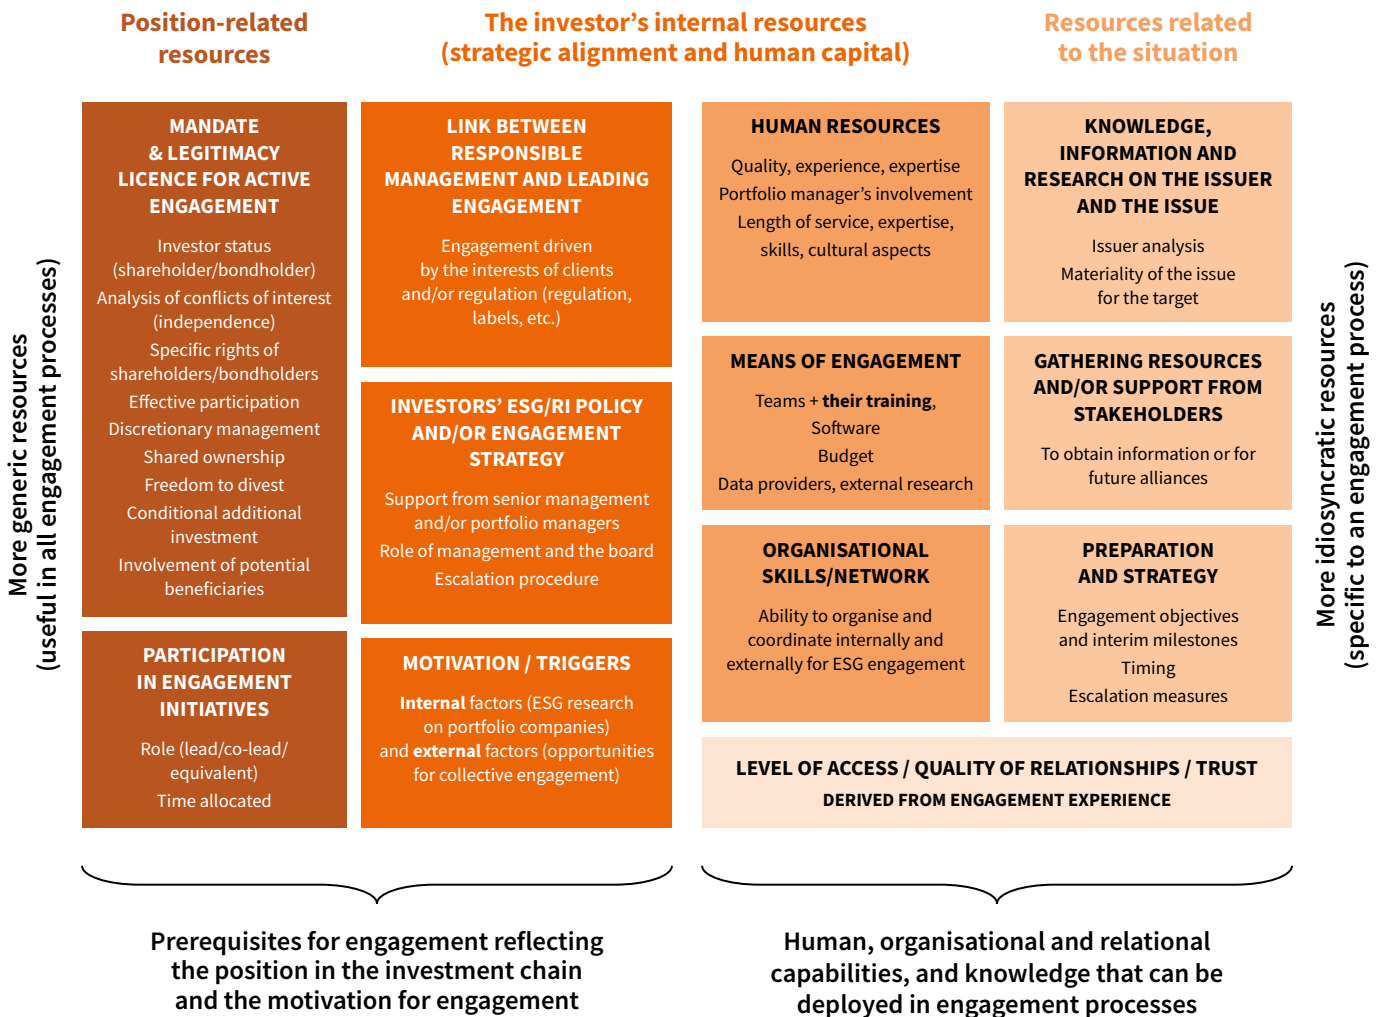 Position-related
resources
The investor’s internal resources
(strategic alignment and human capital)
Resources related
to the situation
More generic resources
(useful in all engagement processes)
MANDATE
& LEGITIMACY
LICENCE FOR ACTIVE
ENGAGEMENT
Investor status
(shareholder/bondholder)
Analysis of conflicts of interest
(independence)
Specific rights of
shareholders/bondholders
Effective participation
Discretionary management
Shared ownership
Freedom to divest
Conditional additional
investment
Involvement of potential
beneficiaries
PARTICIPATION
IN ENGAGEMENT
INITIATIVES
Role (lead/co-lead/
equivalent)
Time allocated
LINK BETWEEN
RESPONSIBLE
MANAGEMENT AND LEADING
ENGAGEMENT
Engagement driven
by the interests of clients
and/or regulation (regulation,
labels, etc.)
INVESTORS’ ESG/RI POLICY
AND/OR ENGAGEMENT
STRATEGY
Support from senior management
and/or portfolio managers
Role of management and the board
Escalation procedure
MOTIVATION / TRIGGERS
Internal factors (ESG research
on portfolio companies)
and external factors (opportunities
for collective engagement)
HUMAN RESOURCES
Quality, experience, expertise
Portfolio manager’s involvement
Length of service, expertise,
skills, cultural aspects
MEANS OF ENGAGEMENT
Teams + their training,
Software
Budget
Data providers, external research
ORGANISATIONAL
SKILLS/NETWORK
Ability to organise and
coordinate internally and
externally for ESG engagement
KNOWLEDGE,
INFORMATION AND
RESEARCH ON THE ISSUER
AND THE ISSUE
Issuer analysis
Materiality of the issue
for the target
GATHERING RESOURCES
AND/OR SUPPORT FROM
STAKEHOLDERS
To obtain information or for
future alliances
PREPARATION
AND STRATEGY
Engagement objectives
and interim milestones
Timing
Escalation measures
LEVEL OF ACCESS / QUALITY OF RELATIONSHIPS / TRUST
DERIVED FROM ENGAGEMENT EXPERIENCE
More idiosyncratic resources
(specific to an engagement process)
Prerequisites for engagement reflecting
the position in the investment chain
and the motivation for engagement
Human, organisational and relational
capabilities, and knowledge that can be
deployed in engagement processes